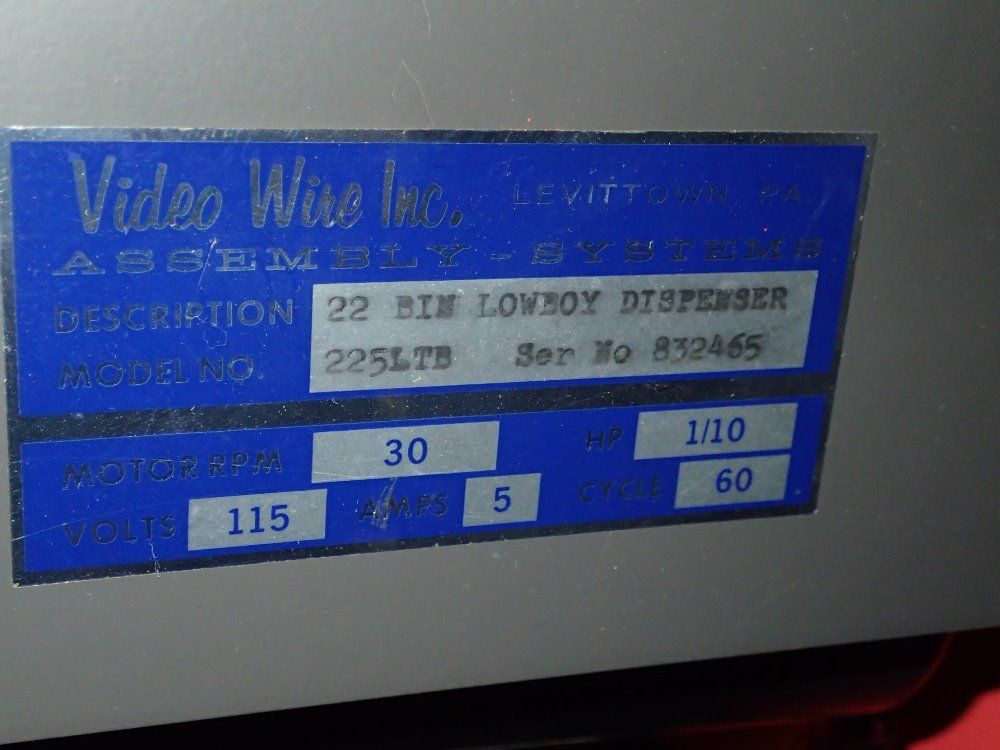 Video Wire Inc. LEVITTOWN, PA
ASSEMBLY - SYSTEMS
DESCRIPTION 22 BIN LOWBOY DISPENSER
MODEL NO. 225LTB Ser No 832465
MOTOR RPM 30 HP 1/10
VOLTS 115 AMPS 5 CYCLE 60